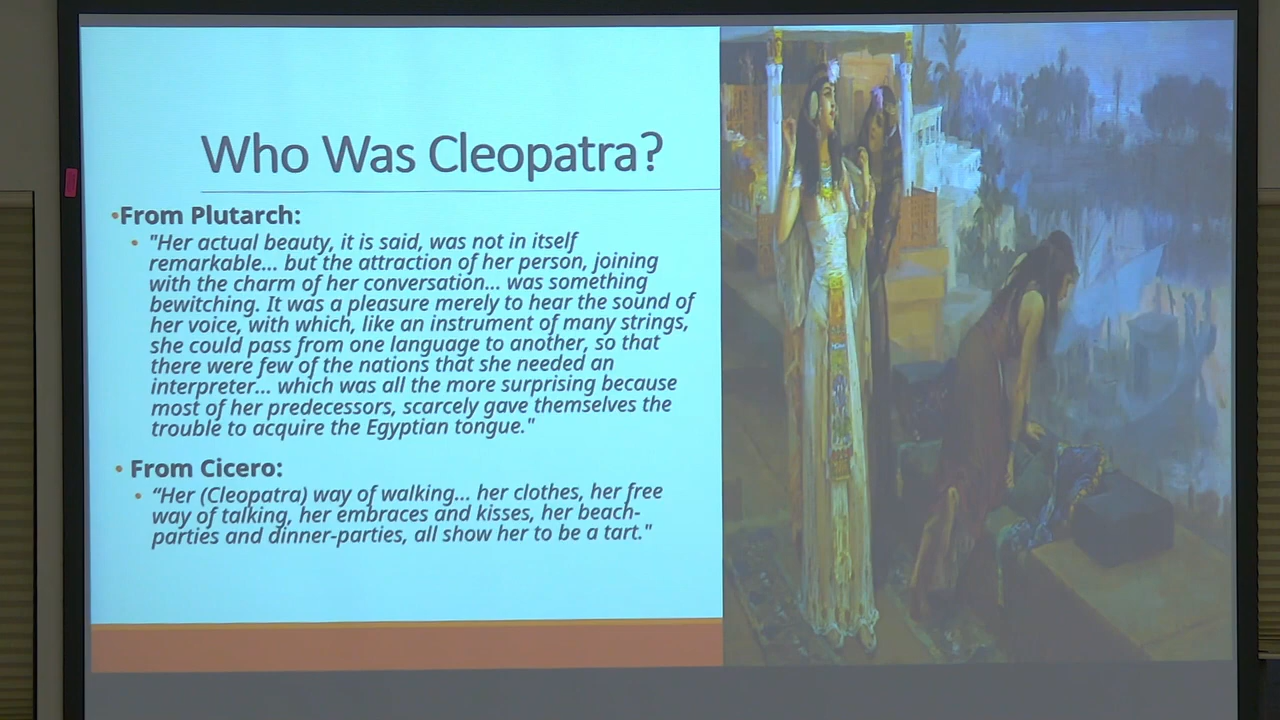 Who Was Cleopatra?
•From Plutarch:
• "Her actual beauty, it is said, was not in itself
remarkable... but the attraction of her person, joining
with the charm of her conversation... was something
bewitching. It was a pleasure merely to hear the sound of
her voice, with which, like an instrument of many strings,
she could pass from one language to another, so that
there were few of the nations that she needed an
interpreter... which was all the more surprising because
most of her predecessors, scarcely gave themselves the
trouble to acquire the Egyptian tongue."
• From Cicero:
• “Her (Cleopatra) way of walking... her clothes, her free
way of talking, her embraces and kisses, her beach-
parties and dinner-parties, all show her to be a tart."